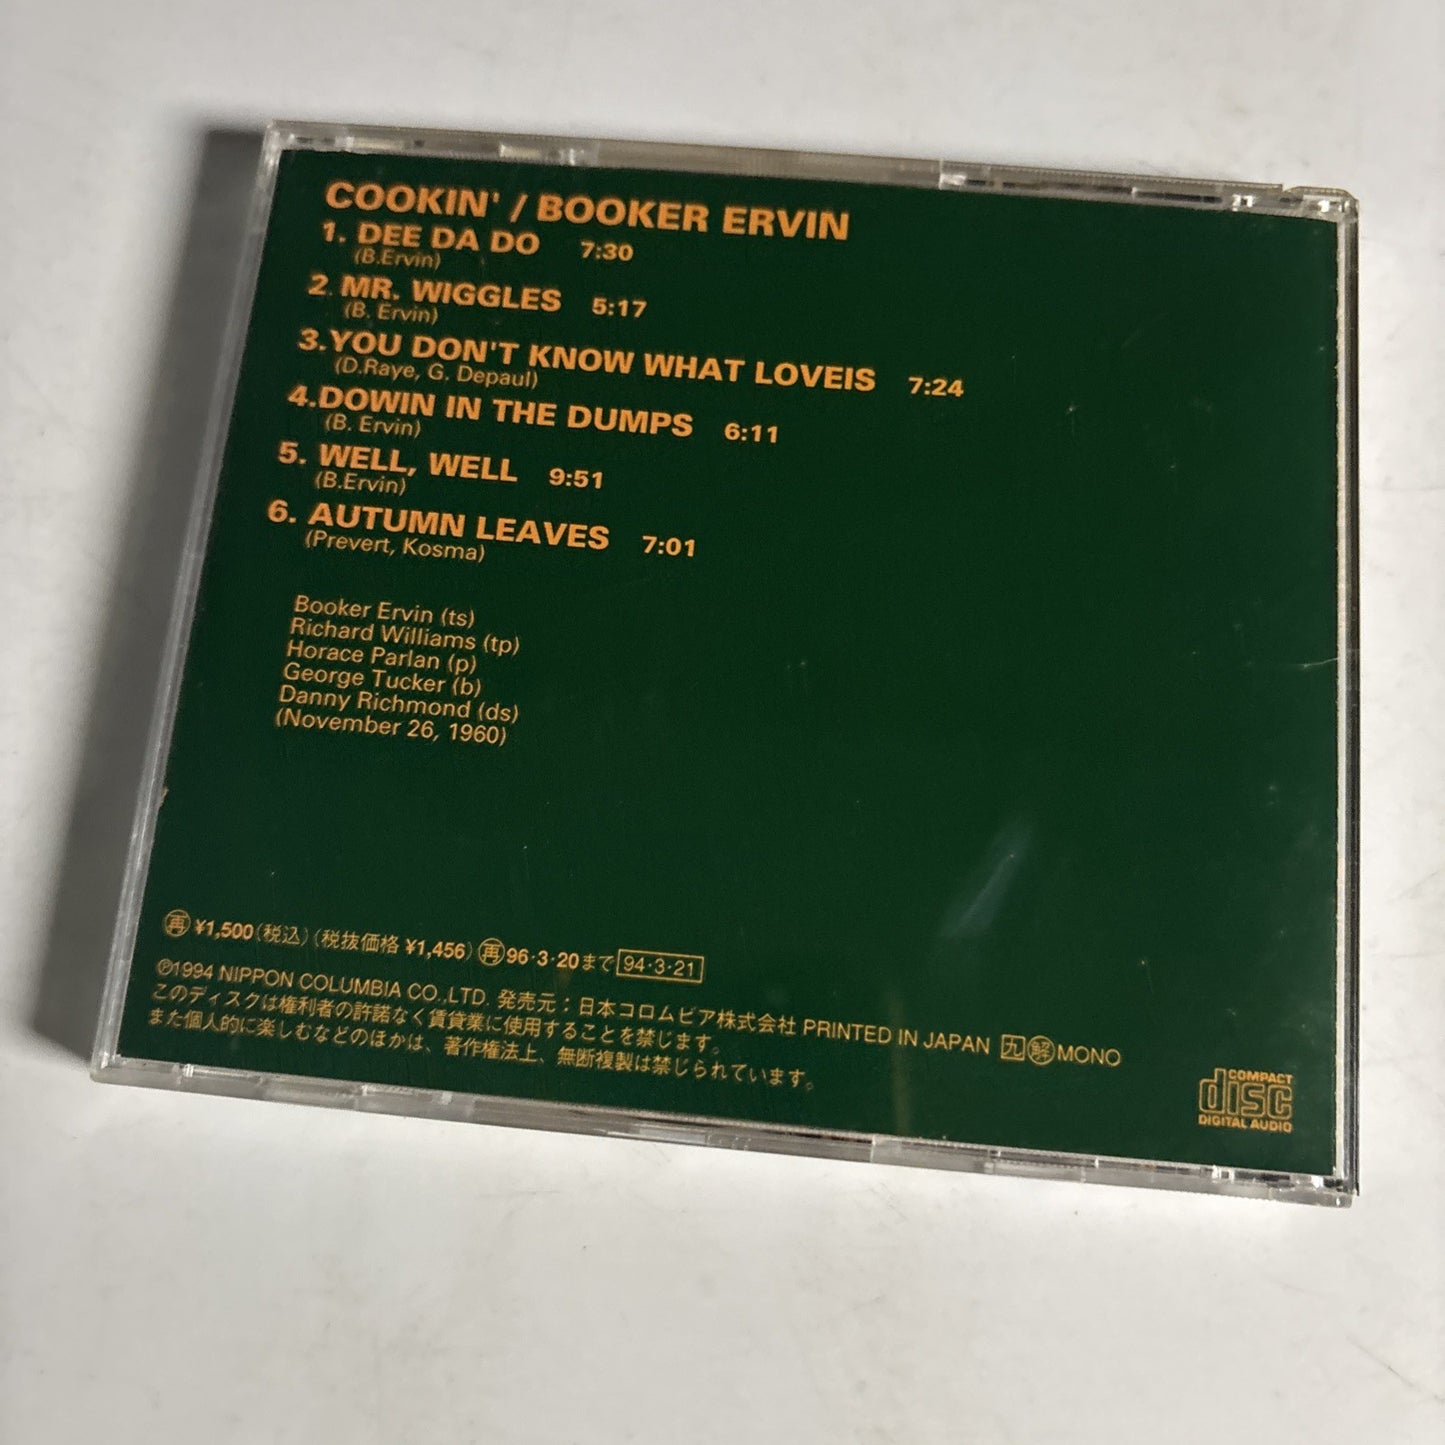 COOKIN' / BOOKER ERVIN
1. DEE DA DO 7:30
(B.Ervin)
2. MR. WIGGLES 5:17
(B. Ervin)
3.YOU DON'T KNOW WHAT LOVEIS 7:24
(D.Raye, G. Depaul)
4.DOWIN IN THE DUMPS 6:11
(B. Ervin)
5. WELL, WELL 9:51
(B.Ervin)
6. AUTUMN LEAVES 7:01
(Prevert, Kosma)
Booker Ervin (ts)
Richard Williams (tp)
Horace Parlan (p)
George Tucker (b)
Danny Richmond (ds)
(November 26, 1960)
再 ¥1,500(税込)(税抜価格 ¥1,456) 再 96·3·20まで 94·3·21
℗1994 NIPPON COLUMBIA CO.,LTD. 発売元：日本コロムビア株式会社 PRINTED IN JAPAN 九 解 MONO
このディスクは権利者の許諾なく賃貸業に使用することを禁じます。
また個人的に楽しむなどのほかは、著作権法上、無断複製は禁じられています。
COMPACT
disc
DIGITAL AUDIO